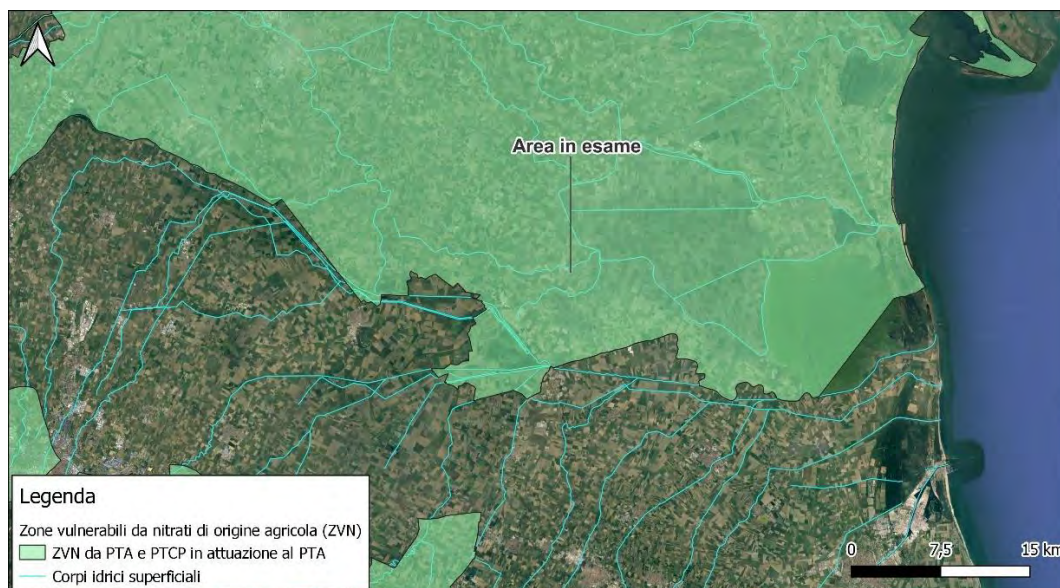 Area in esame
Legenda
Zone vulnerabili da nitrati di origine agricola (ZVN)
ZVN da PTA e PTCP in attuazione al PTA
Corpi idrici superficiali
0 7,5 15 km